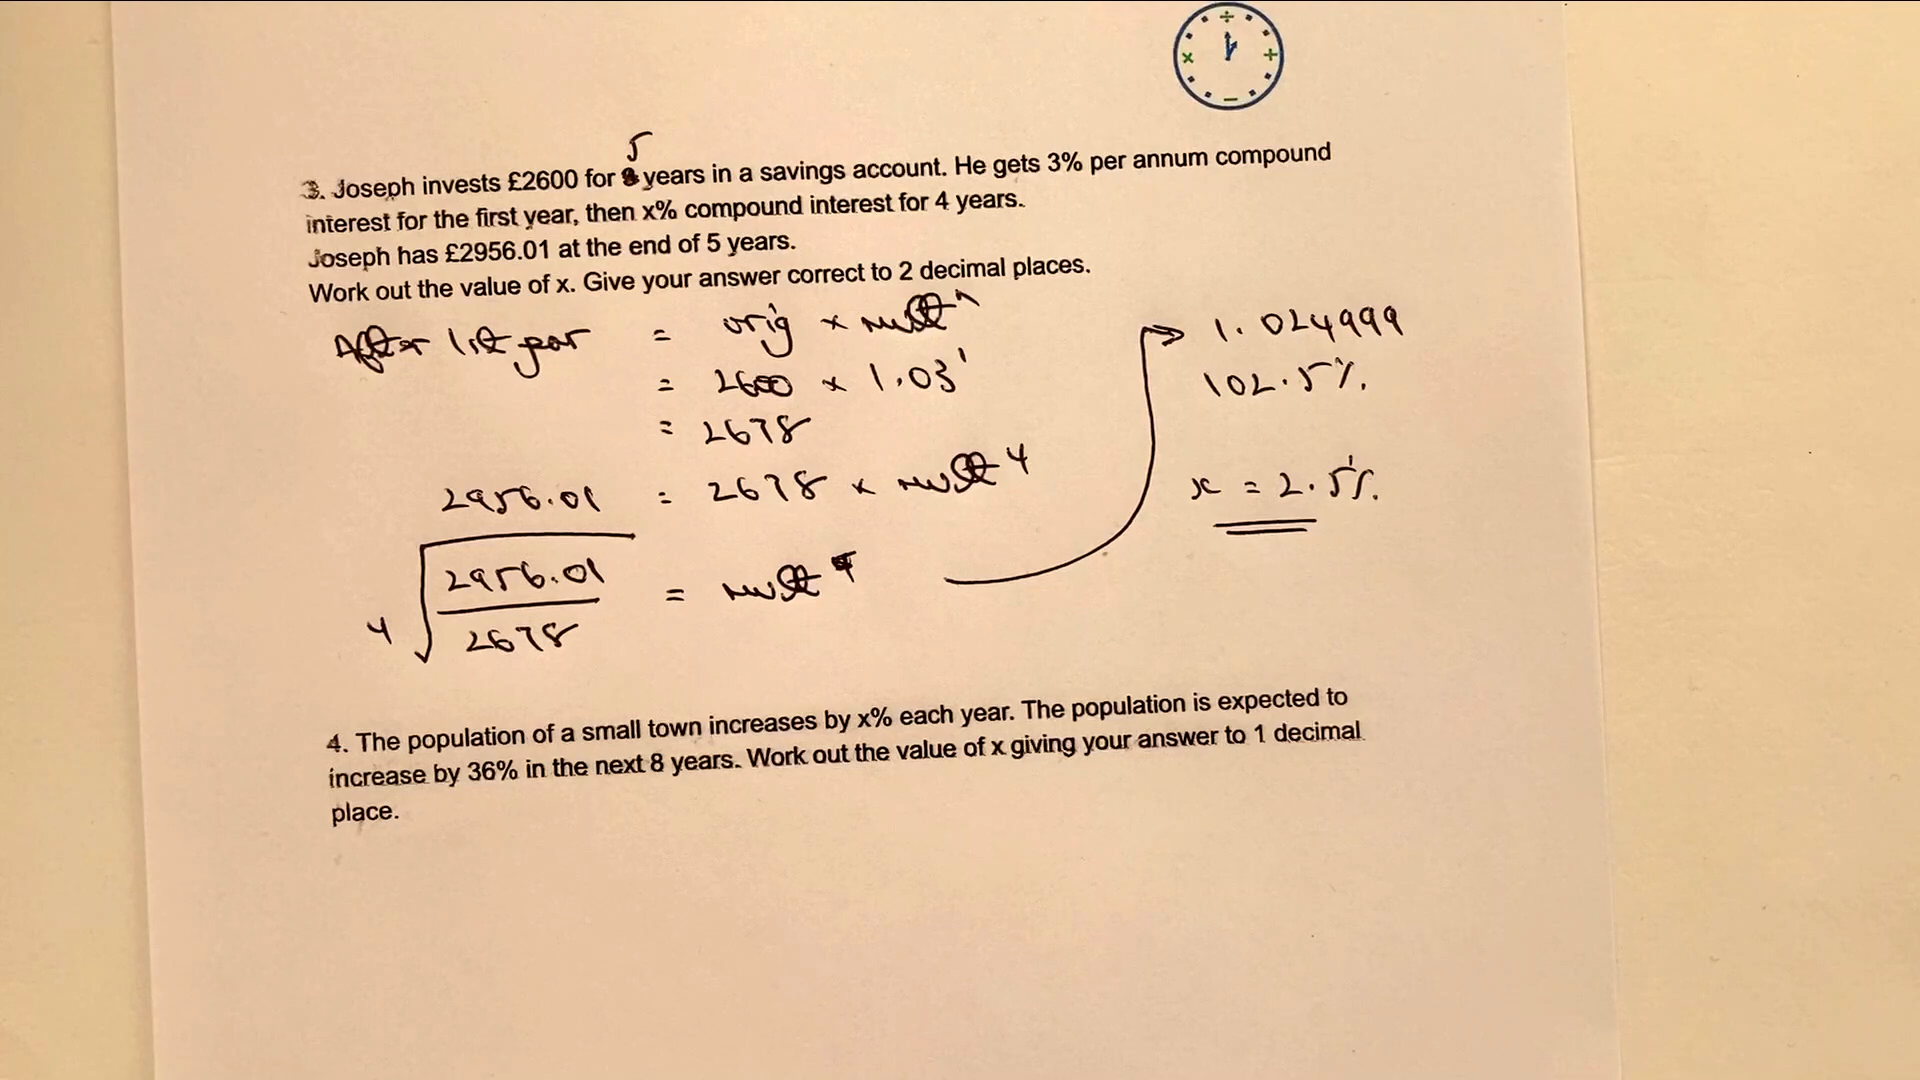 5
3. Joseph invests £2600 for 8 years in a savings account. He gets 3% per annum compound
interest for the first year, then x% compound interest for 4 years.
Joseph has £2956.01 at the end of 5 years.
Work out the value of x. Give your answer correct to 2 decimal places.
After 1st year = orig × mult^n
= 2600 × 1.03^1
= 2678
2956.01 = 2678 × mult^4
4√(2956.01/2678) = mult
→ 1.024999
102.5%
x = 2.5%
4. The population of a small town increases by x% each year. The population is expected to
increase by 36% in the next 8 years. Work out the value of x giving your answer to 1 decimal
place.